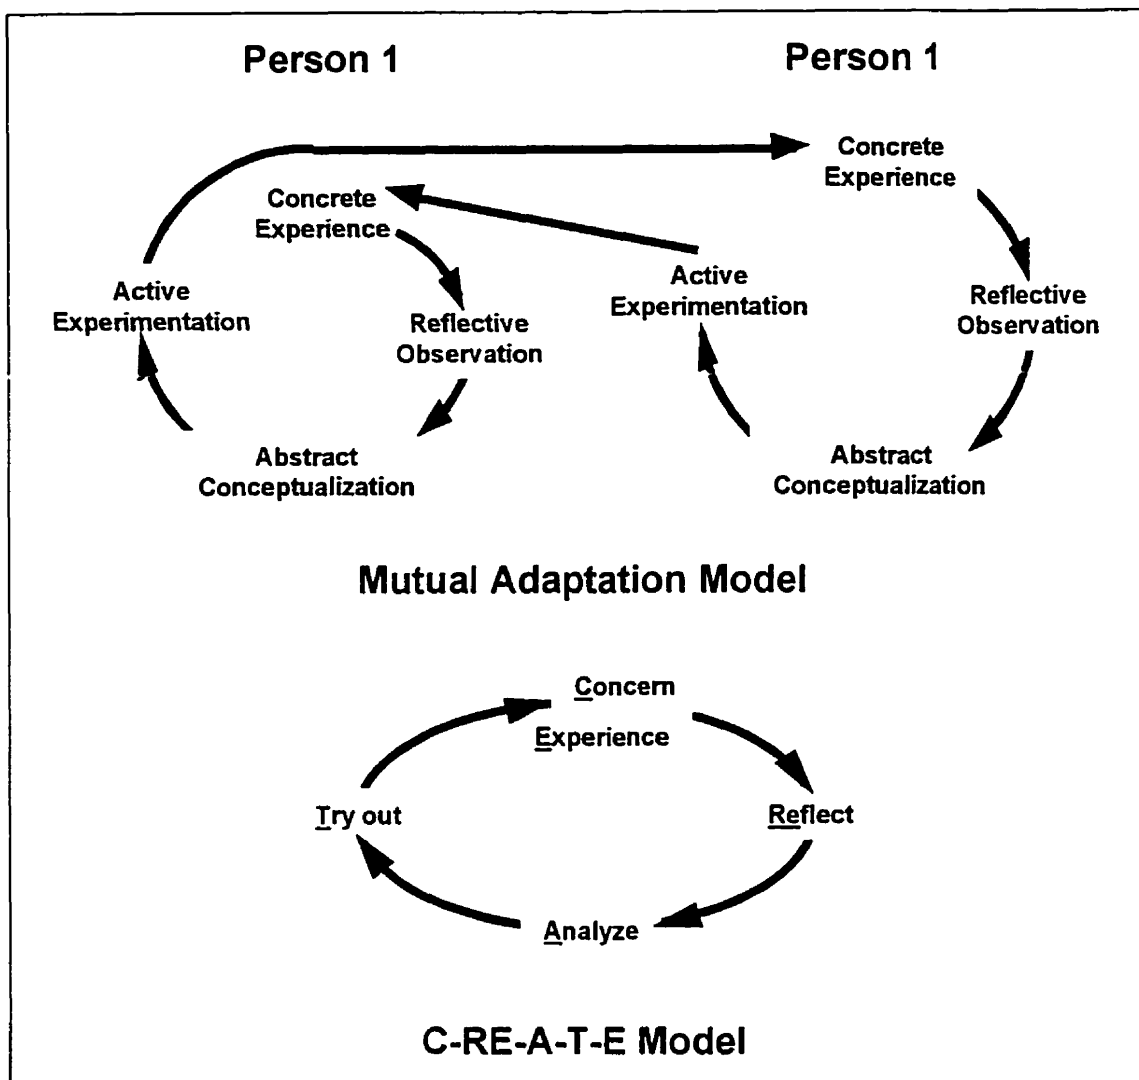 Person 1
Person 1
Concrete
Experience
Concrete
Experience
Active
Experimentation
Reflective
Observation
Abstract
Conceptualization
Active
Experimentation
Reflective
Observation
Abstract
Conceptualization
Mutual Adaptation Model
Concern
Experience
Try out
Reflect
Analyze
C-RE-A-T-E Model